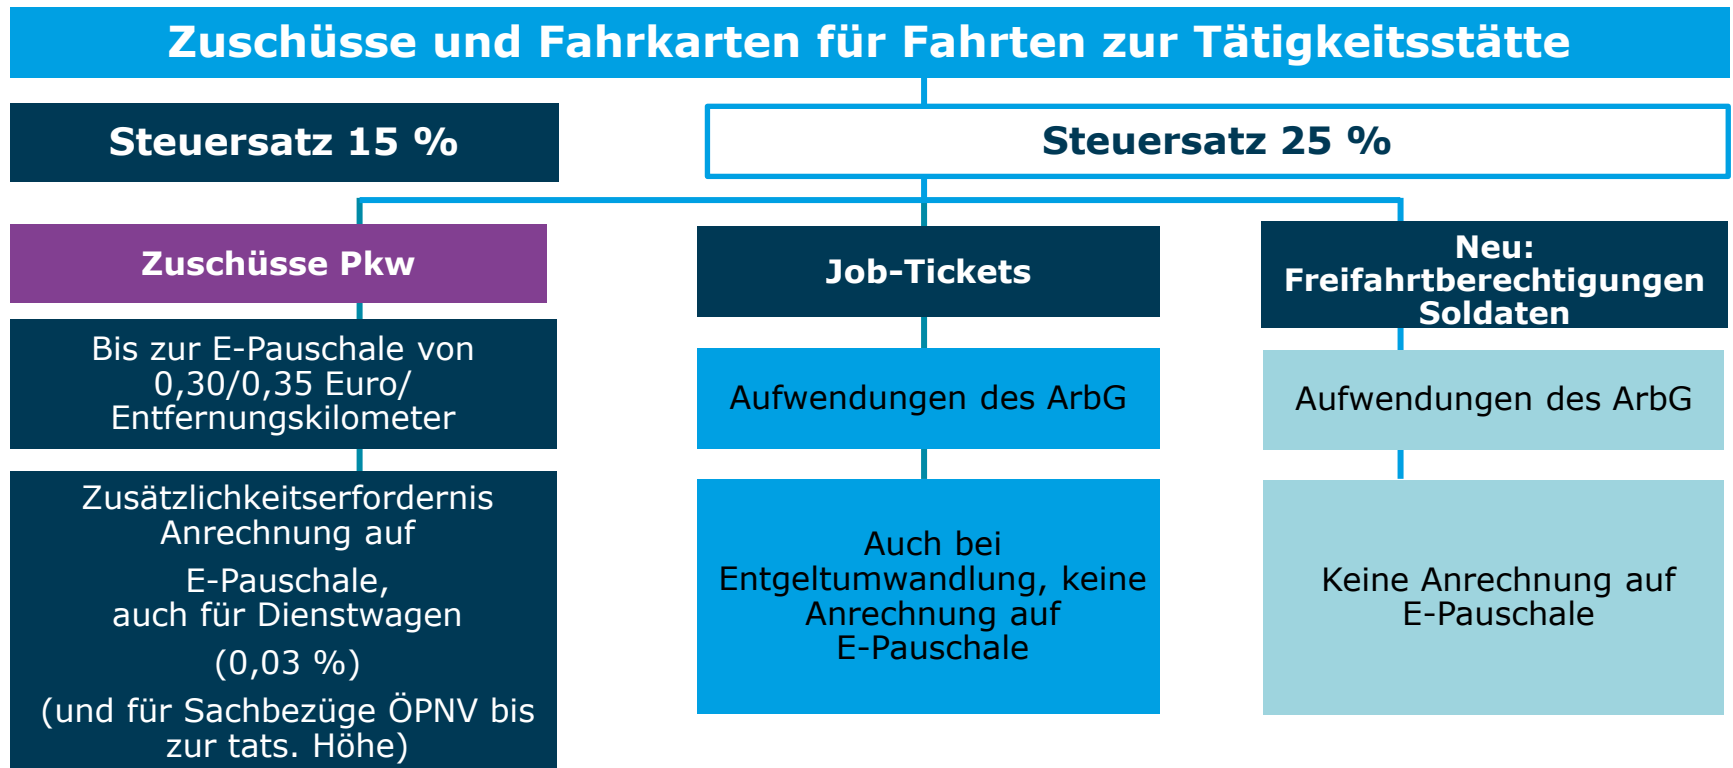 Zuschüsse und Fahrkarten für Fahrten zur Tätigkeitsstätte
Steuersatz 15 %
Steuersatz 25 %
Zuschüsse Pkw
Bis zur E-Pauschale von
0,30/0,35 Euro/
Entfernungskilometer
Zusätzlichkeitserfordernis
Anrechnung auf
E-Pauschale,
auch für Dienstwagen
(0,03 %)
(und für Sachbezüge ÖPNV bis
zur tats. Höhe)
Job-Tickets
Aufwendungen des ArbG
Auch bei
Entgeltumwandlung, keine
Anrechnung auf
E-Pauschale
Neu:
Freifahrtberechtigungen
Soldaten
Aufwendungen des ArbG
Keine Anrechnung auf
E-Pauschale